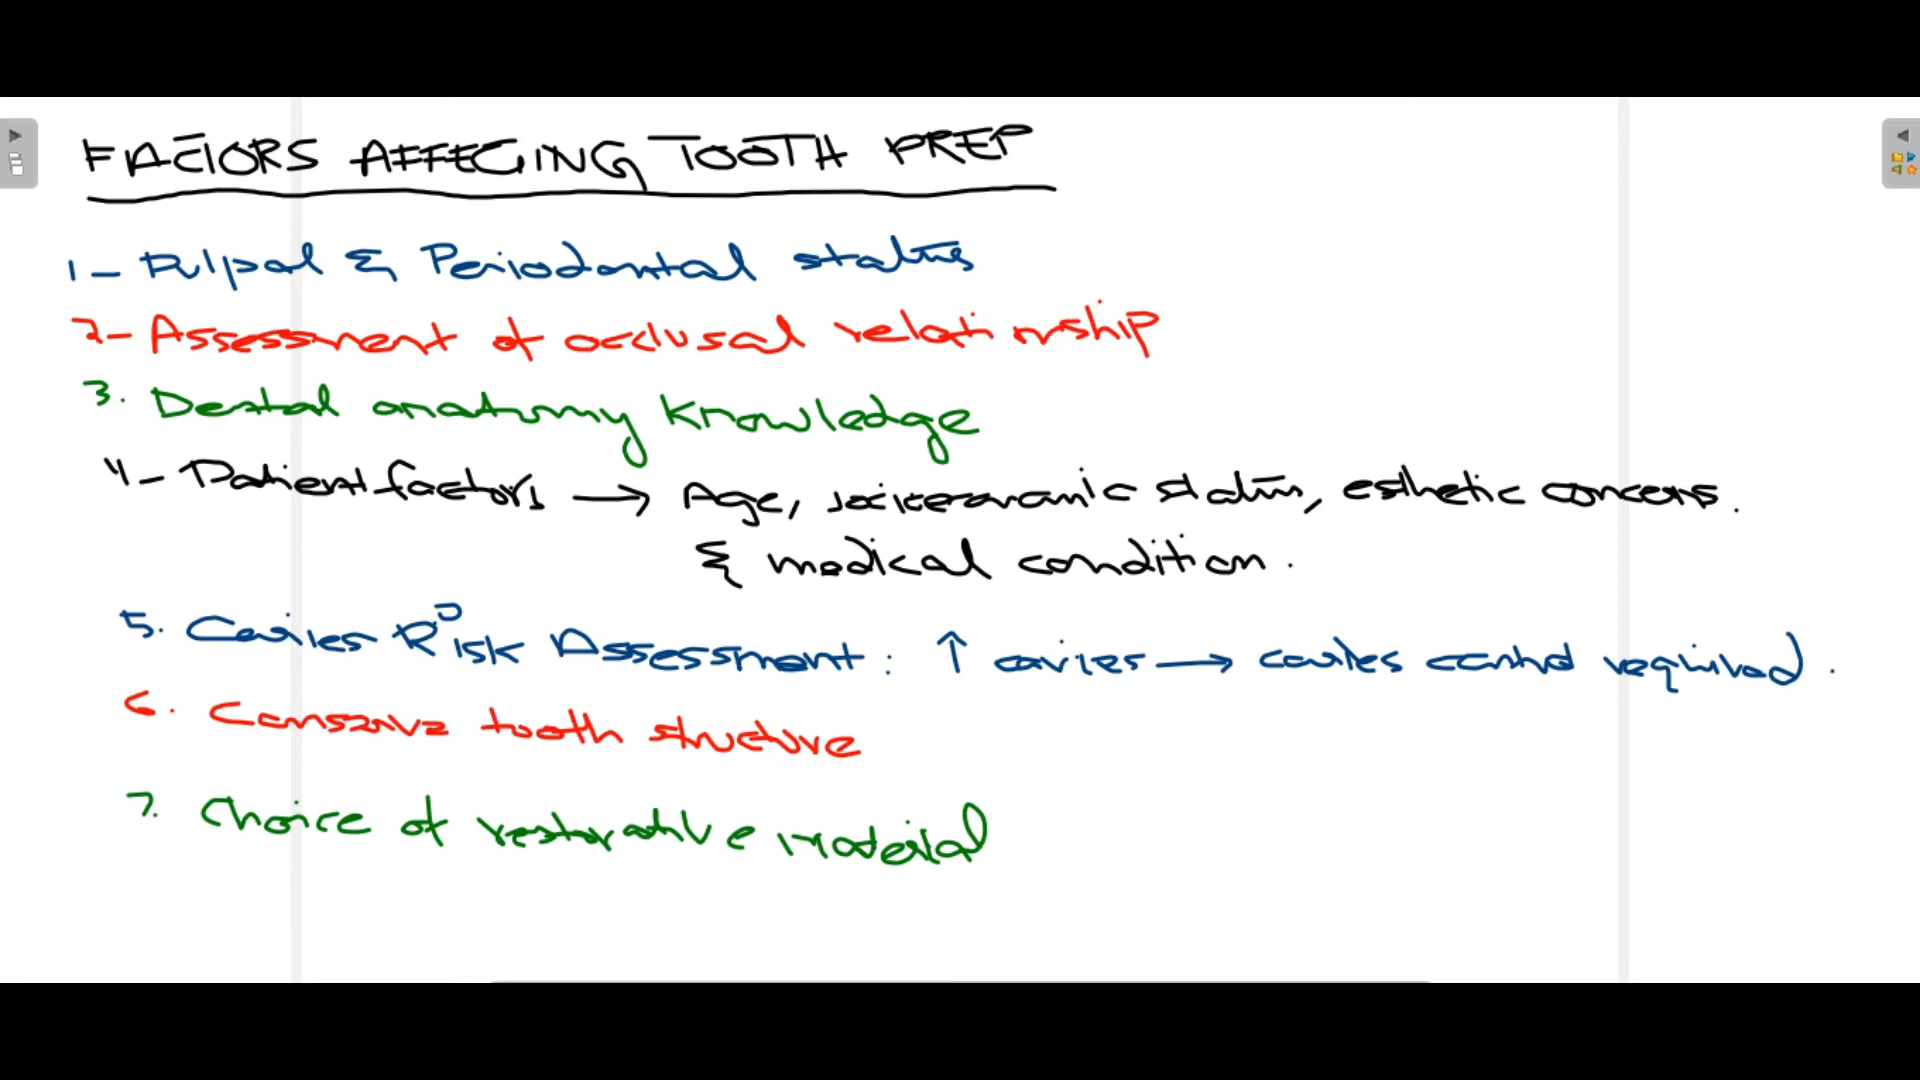 FACTORS AFFECTING TOOTH PREP
1- Pulpal & Periodontal status
2- Assessment of occlusal relationship
3. Dental anatomy knowledge
4- Patient factors → Age, socioeconomic status, esthetic concerns.
& medical condition.
5. Caries Risk Assessment: ↑ caries → caries control required.
6. Conserve tooth structure
7. Choice of restorative material